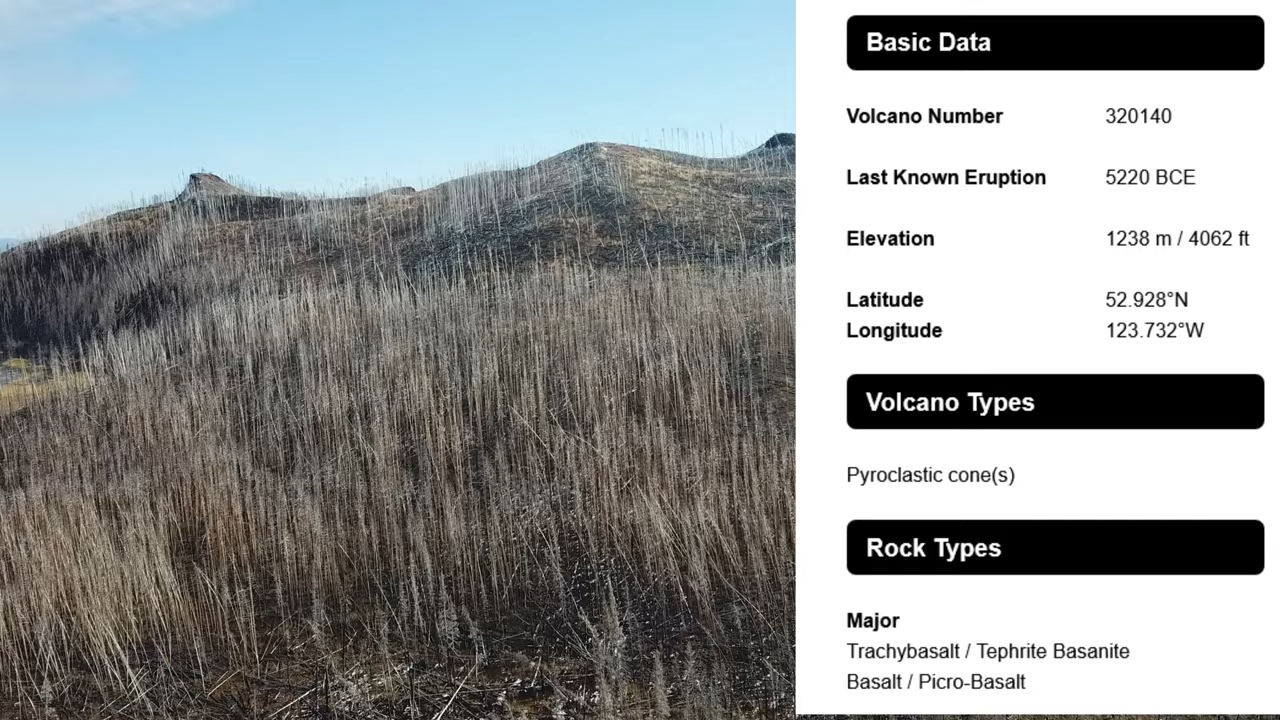 Basic Data
Volcano Number 320140
Last Known Eruption 5220 BCE
Elevation 1238 m / 4062 ft
Latitude 52.928°N
Longitude 123.732°W
Volcano Types
Pyroclastic cone(s)
Rock Types
Major
Trachybasalt / Tephrite Basanite
Basalt / Picro-Basalt